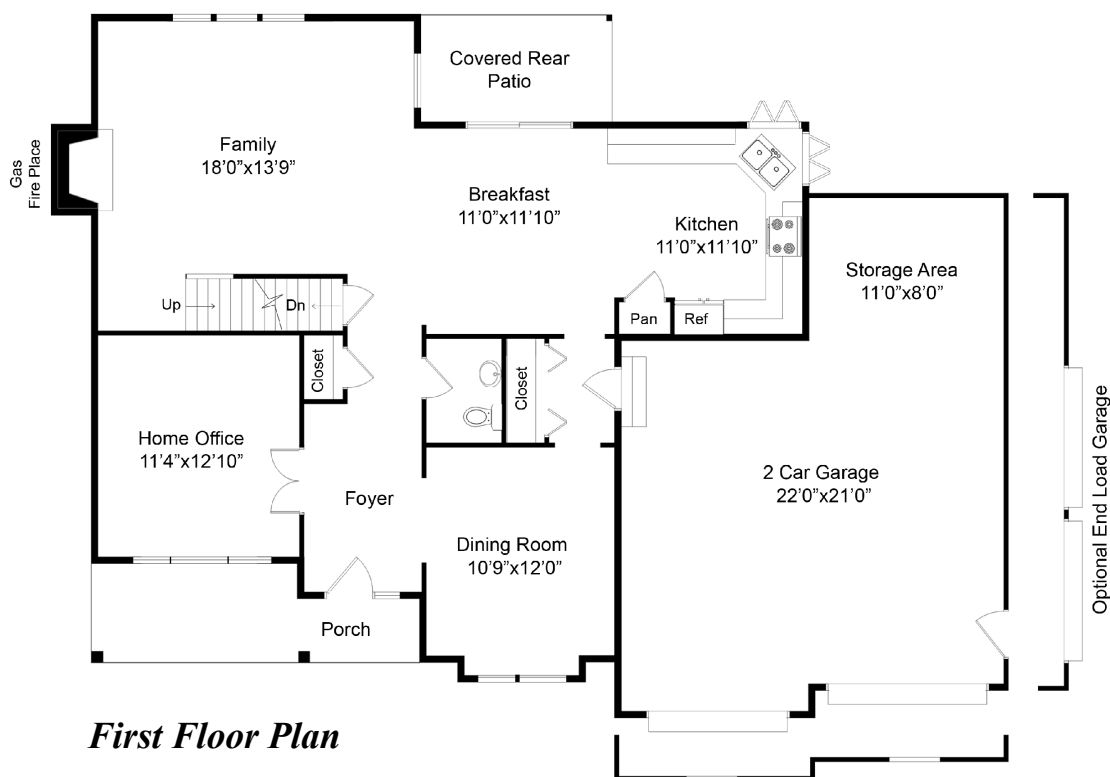 Covered Rear
Patio
Family
18’0”x13’9”
Gas
Fire Place
Breakfast
11’0”x11’10”
Kitchen
11’0”x11’10”
Storage Area
11’0”x8’0”
Up
Dn
Pan
Ref
Closet
Closet
Home Office
11’4”x12’10”
2 Car Garage
22’0”x21’0”
Foyer
Dining Room
10’9”x12’0”
Optional End Load Garage
Porch
First Floor Plan